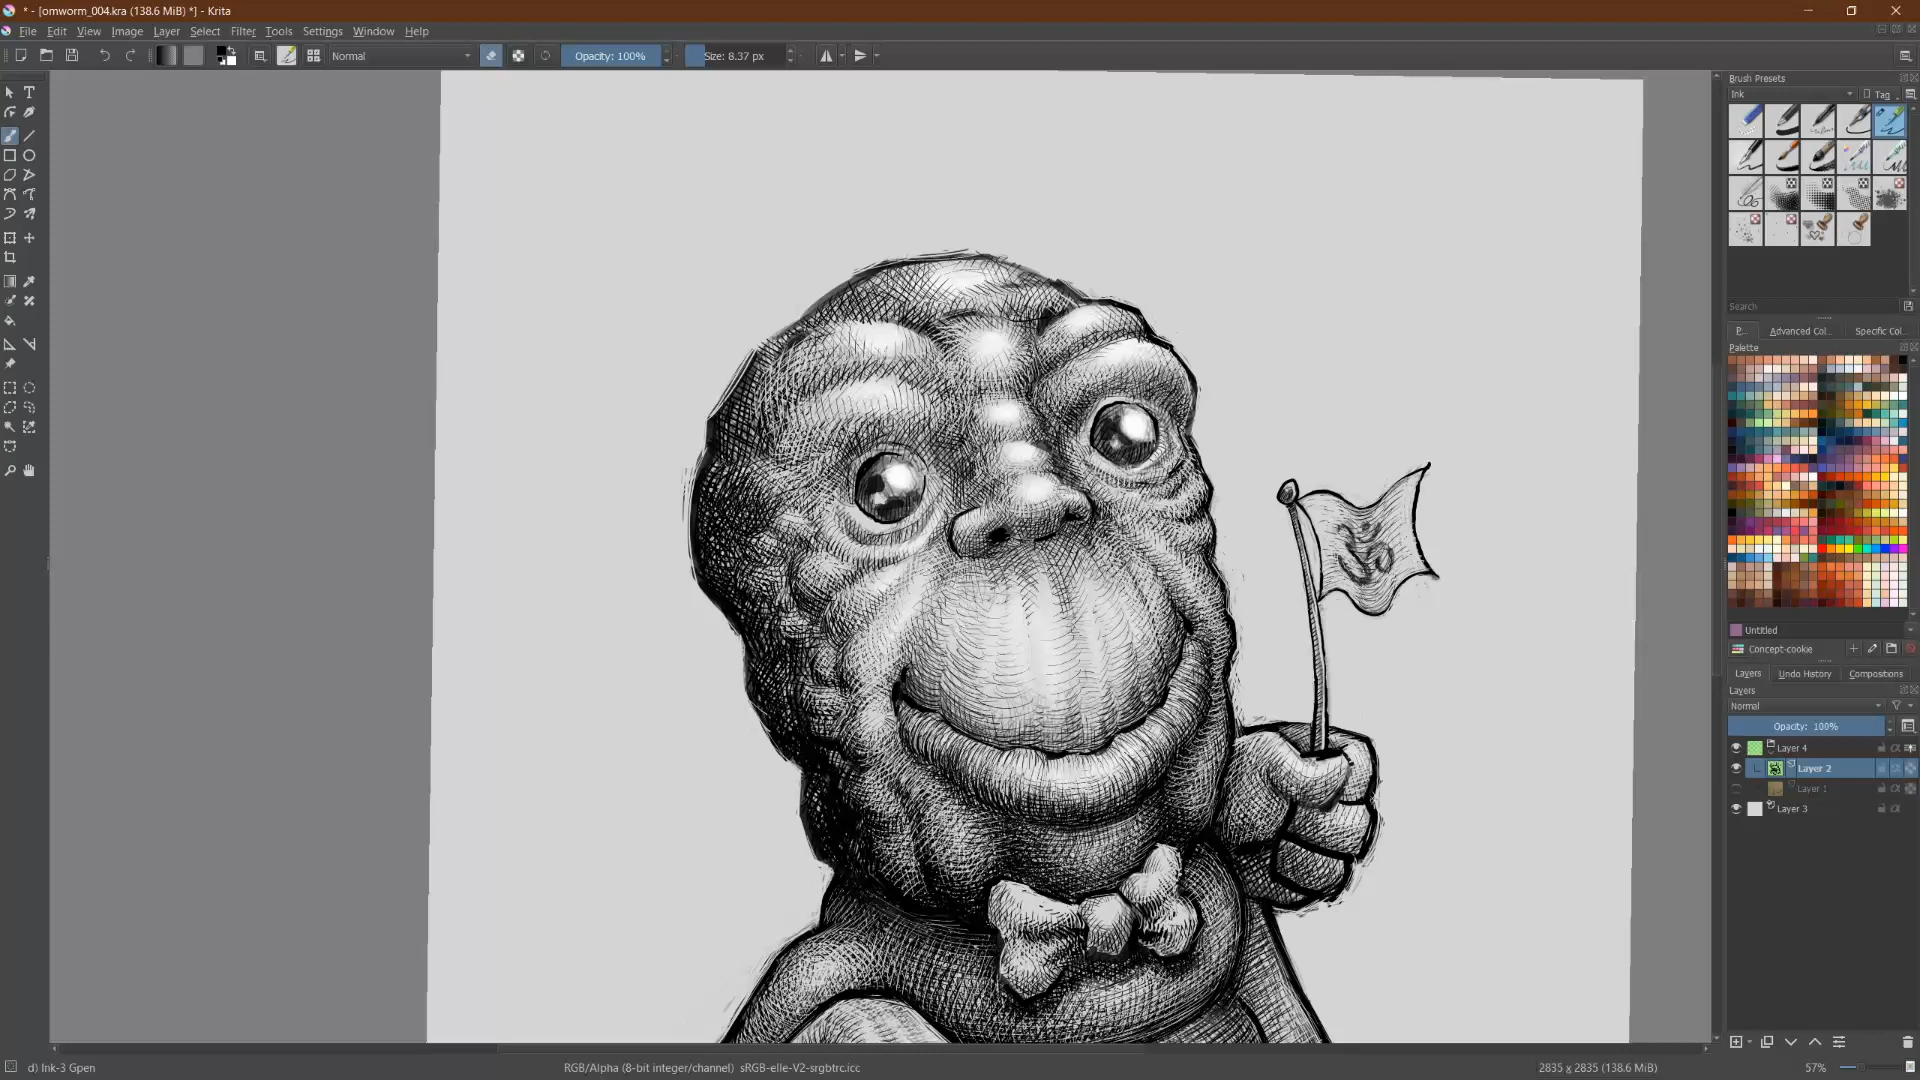 * - [omworm_004.kra (138.6 MiB) *] - Krita
File Edit View Image Layer Select Filter Tools Settings Window Help
Normal
Opacity: 100%
Size: 8.37 px
Brush Presets
Ink
Tag
Search
P...
Advanced Col...
Specific Col...
Palette
ॐ
Untitled
Concept-cookie
Layers
Undo History
Compositions
Layers
Normal
Opacity: 100%
Layer 4
Layer 2
Layer 1
Layer 3
d) Ink-3 Gpen
RGB/Alpha (8-bit integer/channel) sRGB-elle-V2-srgbtrc.icc
2835 x 2835 (138.6 MiB)
57%